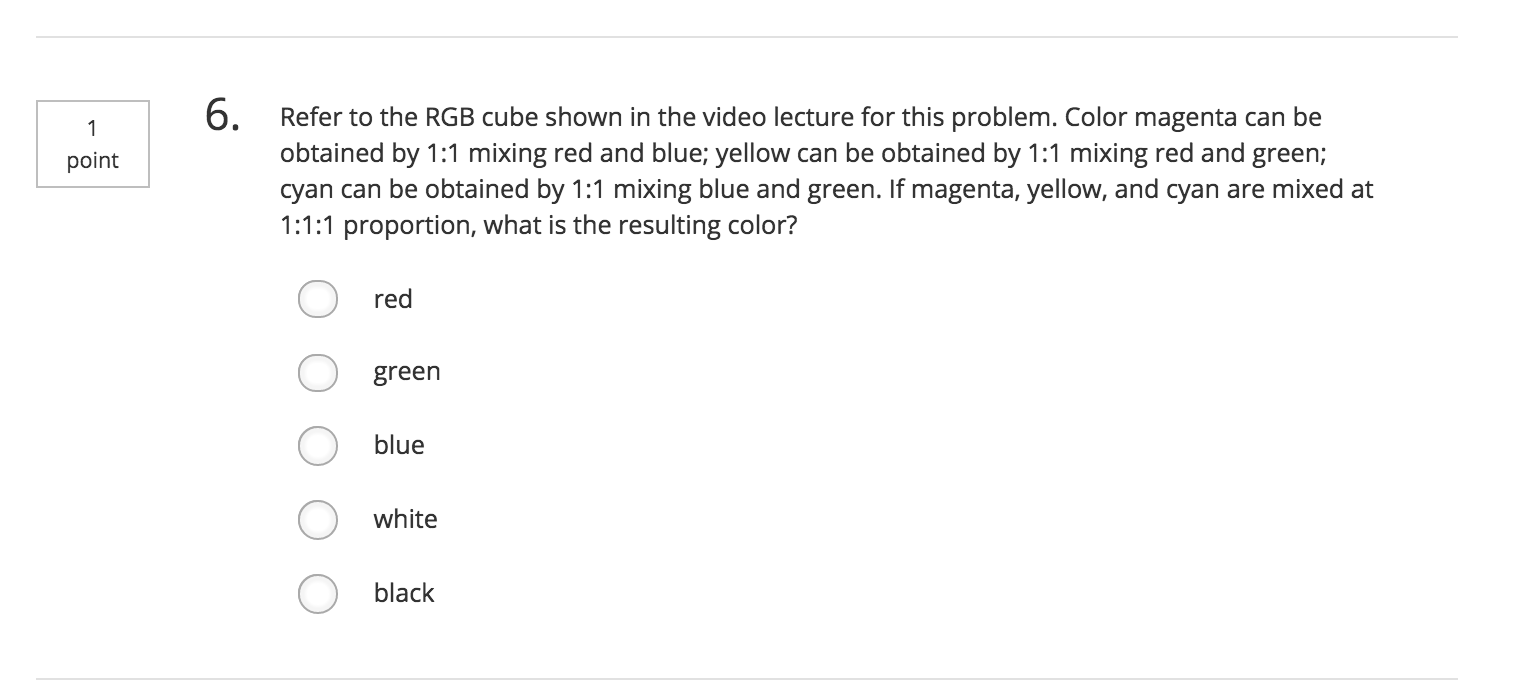 1
point
6.
Refer to the RGB cube shown in the video lecture for this problem. Color magenta can be
obtained by 1:1 mixing red and blue; yellow can be obtained by 1:1 mixing red and green;
cyan can be obtained by 1:1 mixing blue and green. If magenta, yellow, and cyan are mixed at
1:1:1 proportion, what is the resulting color?
red
green
blue
white
black